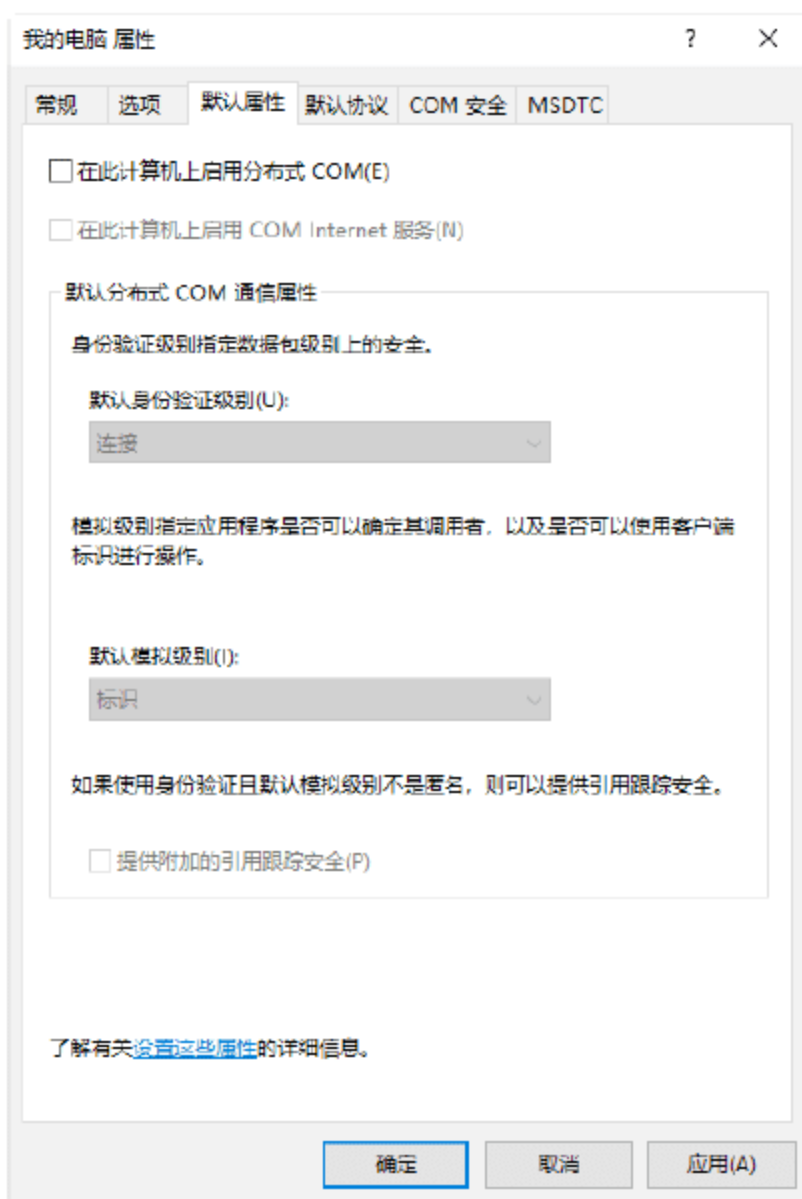 我的电脑 属性
常规 选项 默认属性 默认协议 COM 安全 MSDTC
在此计算机上启用分布式 COM(E)
在此计算机上启用 COM Internet 服务(N)
默认分布式 COM 通信属性
身份验证级别指定数据包级别上的安全。
默认身份验证级别(U):
连接
模拟级别指定应用程序是否可以确定其调用者，以及是否可以使用客户端
标识进行操作。
默认模拟级别(I):
标识
如果使用身份验证且默认模拟级别不是匿名，则可以提供引用跟踪安全。
提供附加的引用跟踪安全(P)
了解有关设置这些属性的详细信息。
确定 取消 应用(A)